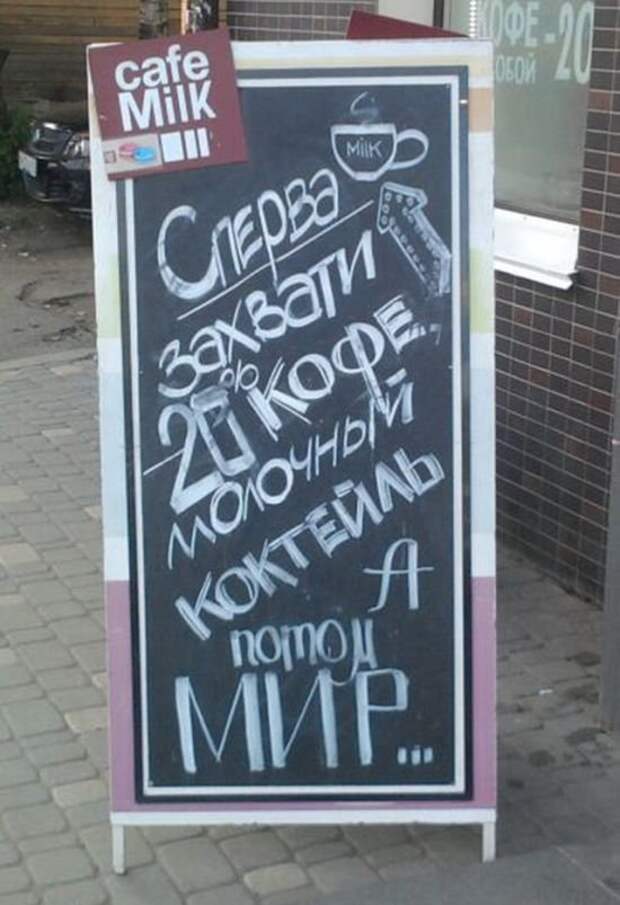 cafe
MilK
КОФЕ-20
СОБОЙ
MilK
Сперва
захвати
20% КОФЕ,
молочный
коктейль
А
потом
МИР...